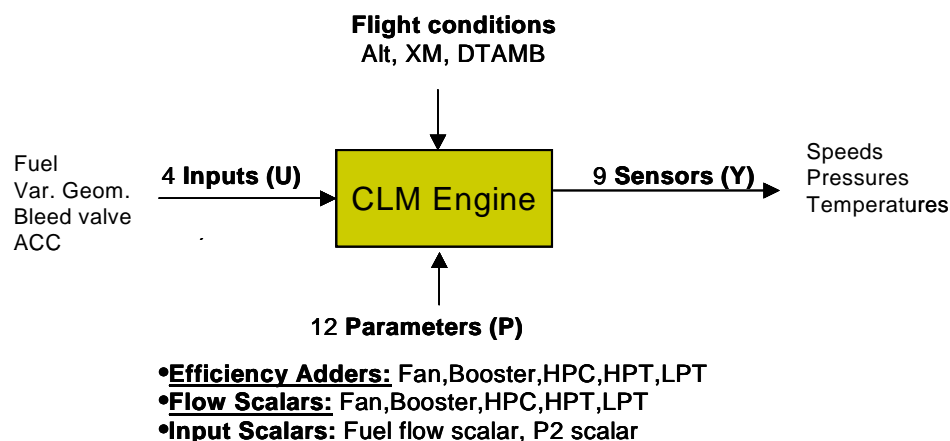 Flight conditions
Alt, XM, DTAMB
Fuel
Var. Geom.
Bleed valve
ACC
4 Inputs (U)
CLM Engine
9 Sensors (Y)
Speeds
Pressures
Temperatures
12 Parameters (P)
•Efficiency Adders: Fan,Booster,HPC,HPT,LPT
•Flow Scalars: Fan,Booster,HPC,HPT,LPT
•Input Scalars: Fuel flow scalar, P2 scalar